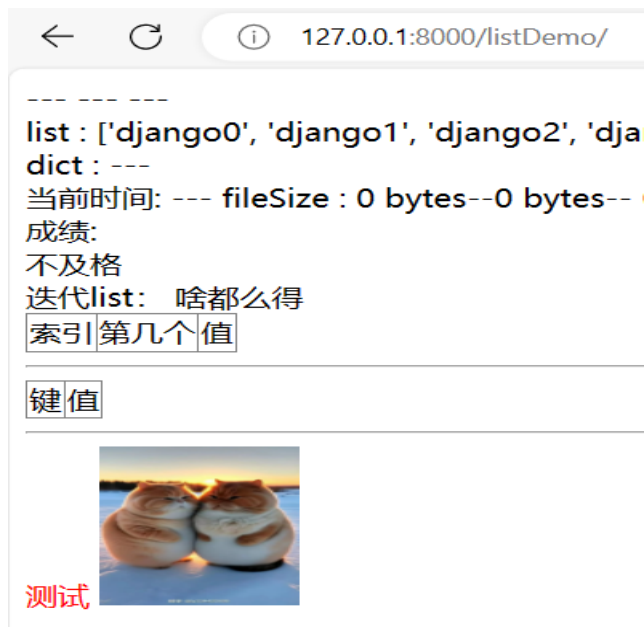 127.0.0.1:8000/listDemo/
--- --- ---
list : ['django0', 'django1', 'django2', 'dja
dict : ---
当前时间: --- fileSize : 0 bytes--0 bytes--
成绩:
不及格
迭代list： 啥都么得
索引 第几个 值
键 值
测试